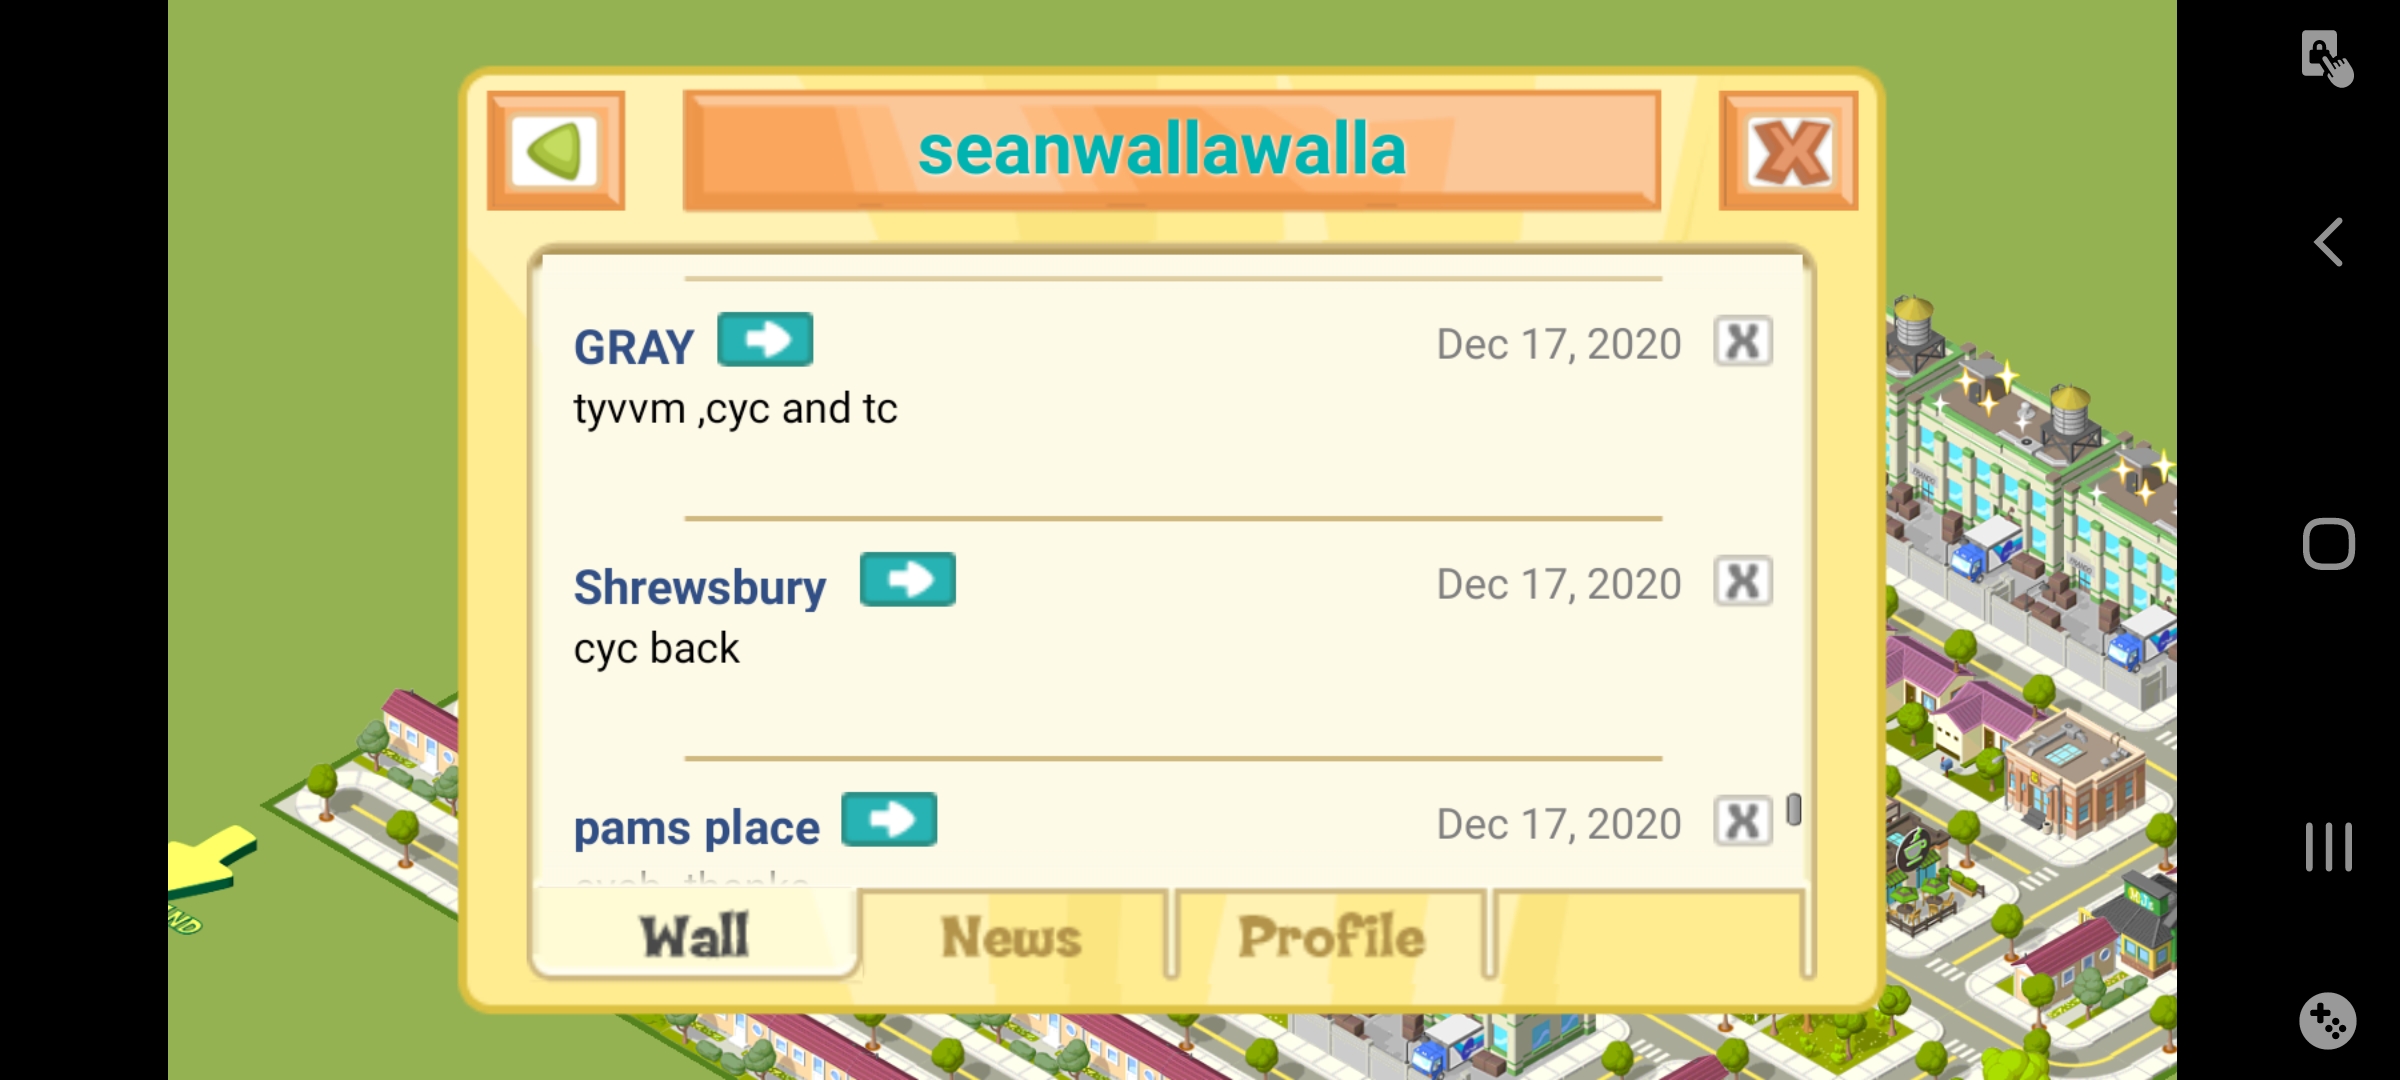 seanwallawalla
GRAY
Dec 17, 2020
tyvvm ,cyc and tc
Shrewsbury
Dec 17, 2020
cyc back
pams place
Dec 17, 2020
Wall
News
Profile